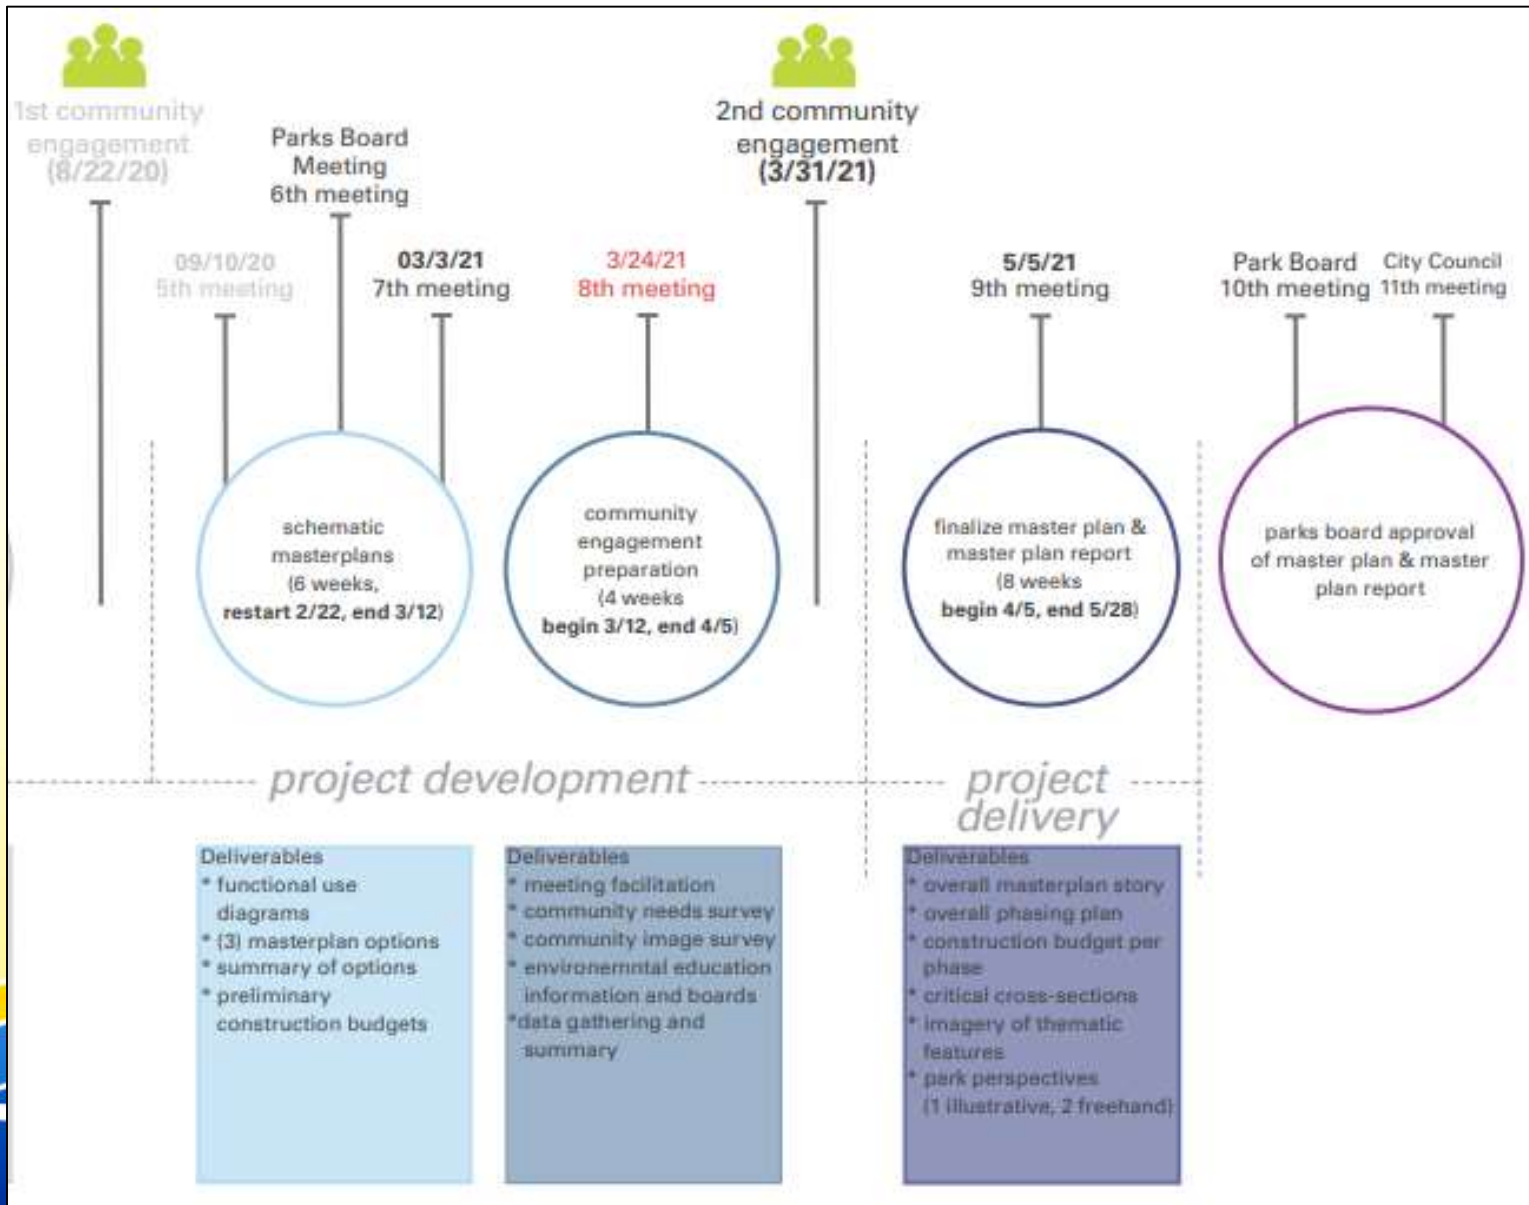 1st community
engagement
(8/22/20)
Parks Board
Meeting
6th meeting
2nd community
engagement
(3/31/21)
09/10/20
5th meeting
03/3/21
7th meeting
3/24/21
8th meeting
5/5/21
9th meeting
Park Board
10th meeting
City Council
11th meeting
schematic
masterplans
(6 weeks,
restart 2/22, end 3/12)
community
engagement
preparation
(4 weeks
begin 3/12, end 4/5)
finalize master plan &
master plan report
(8 weeks
begin 4/5, end 5/28)
parks board approval
of master plan & master
plan report
project development
project
delivery
Deliverables
* functional use
diagrams
* (3) masterplan options
* summary of options
* preliminary
construction budgets
Deliverables
* meeting facilitation
* community needs survey
* community image survey
* environemntal education
information and boards
*data gathering and
summary
Deliverables
* overall masterplan story
* overall phasing plan
* construction budget per
phase
* critical cross-sections
* imagery of thematic
features
* park perspectives
(1 illustrative, 2 freehand)